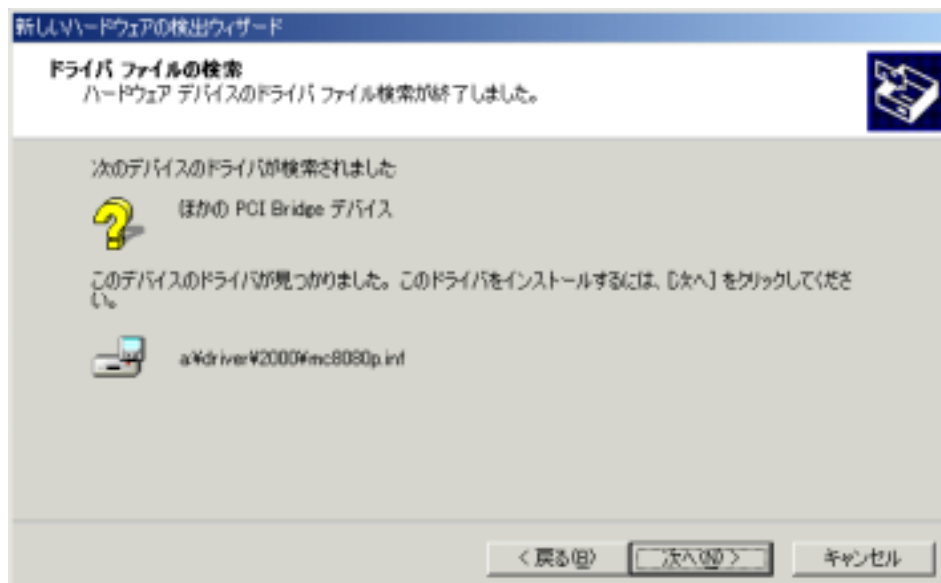 新しいハードウェアの検出ウィザード
ドライバ ファイルの検索
ハードウェア デバイスのドライバ ファイル検索が終了しました。
次のデバイスのドライバが検索されました
ほかの PCI Bridge デバイス
このデバイスのドライバが見つかりました。このドライバをインストールするには、[次へ] をクリックしてくださ
い。
a¥driver¥2000¥mc8080p.inf
< 戻る(B)
次へ(N) >
キャンセル